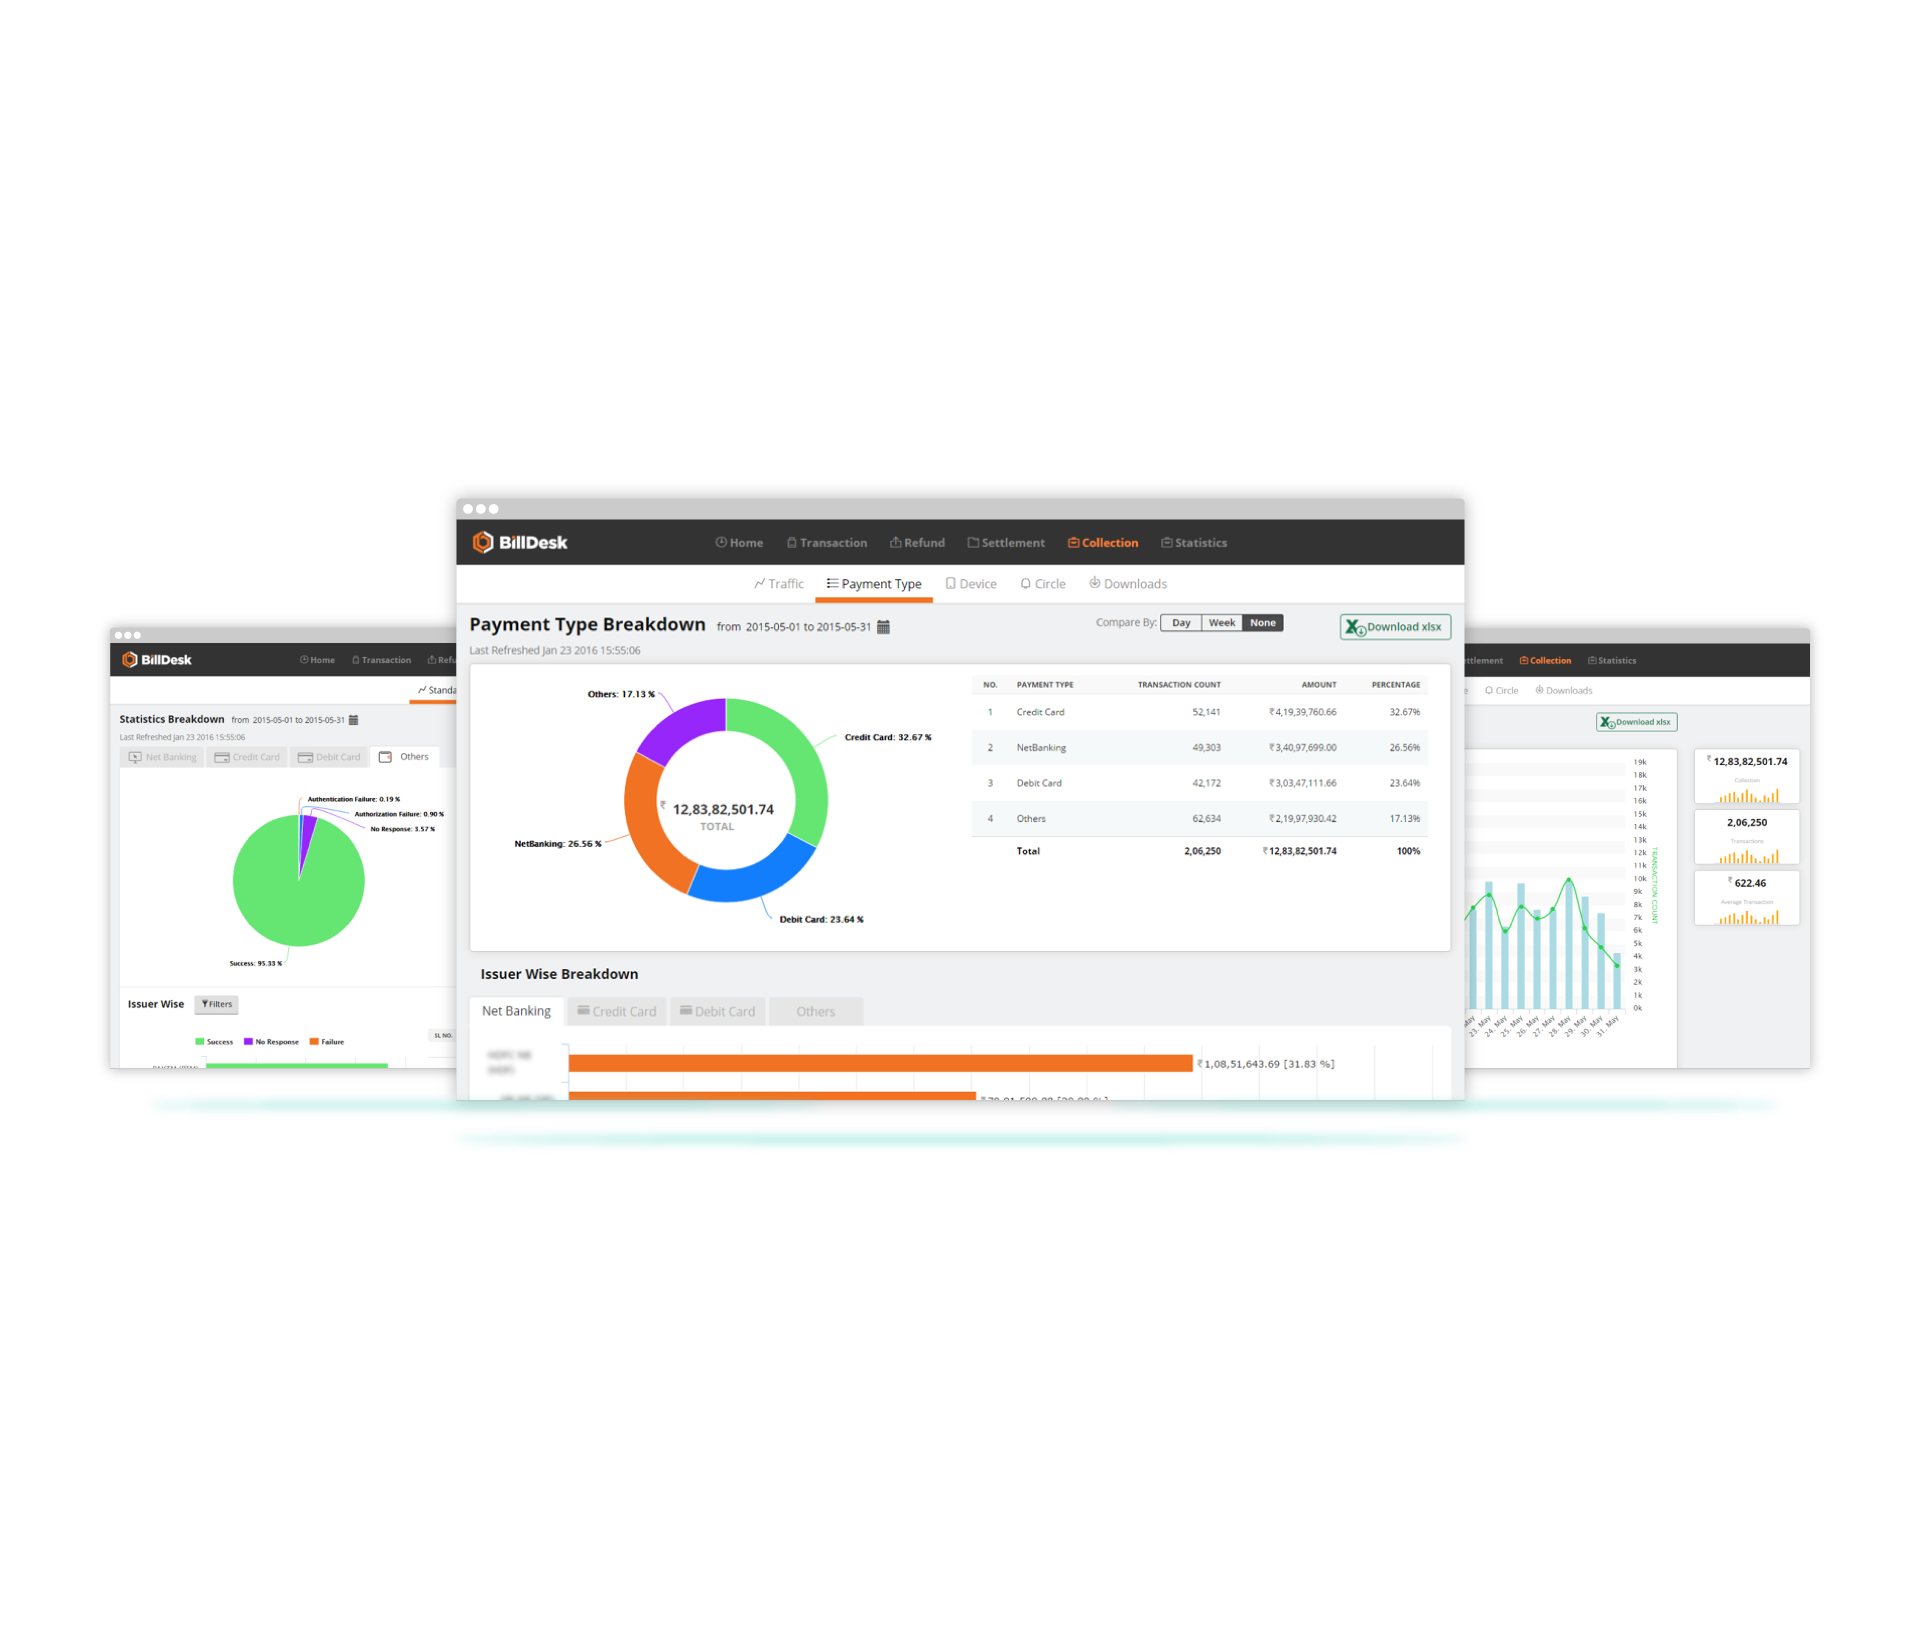 BillDesk
Home Transaction Refund Settlement Collection Statistics
Traffic Payment Type Device Circle Downloads
Payment Type Breakdown from 2015-05-01 to 2015-05-31
Compare By: Day Week None
Download xlsx
Last Refreshed Jan 23 2016 15:55:06
Others: 17.13 %
Credit Card: 32.67 %
₹ 12,83,82,501.74
TOTAL
NetBanking: 26.56 %
Debit Card: 23.64 %
NO. PAYMENT TYPE TRANSACTION COUNT AMOUNT PERCENTAGE
1 Credit Card 52,141 ₹4,19,39,760.66 32.67%
2 NetBanking 49,303 ₹3,40,97,699.00 26.56%
3 Debit Card 42,172 ₹3,03,47,111.66 23.64%
4 Others 62,634 ₹2,19,97,930.42 17.13%
Total 2,06,250 ₹12,83,82,501.74 100%
Issuer Wise Breakdown
Net Banking Credit Card Debit Card Others
₹1,08,51,643.69 [31.83 %]
BillDesk
Home Transaction Refu
Standa
Statistics Breakdown from 2015-05-01 to 2015-05-31
Last Refreshed Jan 23 2016 15:55:06
Net Banking Credit Card Debit Card Others
Authentication Failure: 0.19 %
Authorization Failure: 0.90 %
No Response: 3.57 %
Success: 95.33 %
Issuer Wise Filters
SL NO.
Success No Response Failure
ettlement Collection Statistics
e Circle Downloads
Download xlsx
19k
18k
17k
16k
15k
14k
13k
12k
11k
10k
9k
8k
7k
6k
5k
4k
3k
2k
1k
0k
TRANSACTION COUNT
May
23. May
24. May
25. May
26. May
27. May
28. May
29. May
30. May
31. May
₹ 12,83,82,501.74
Collection
2,06,250
Transactions
₹ 622.46
Average Transaction